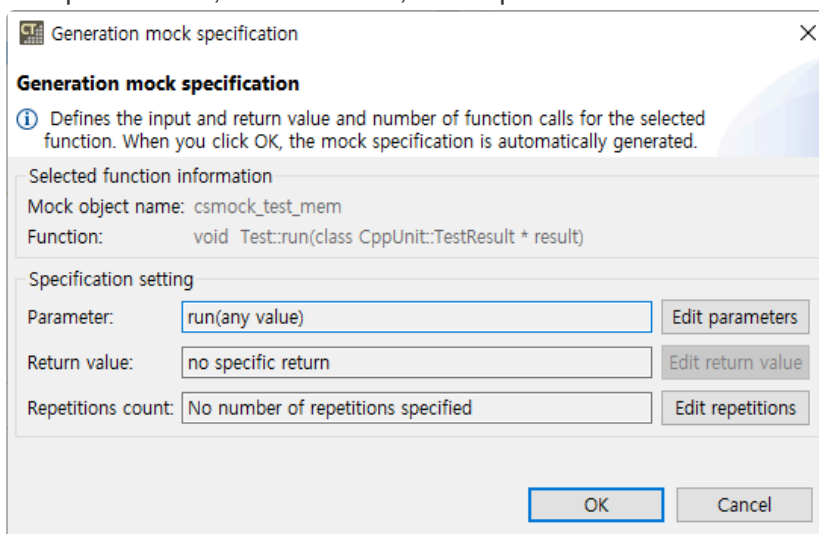 CT
Generation mock specification
Generation mock specification
Defines the input and return value and number of function calls for the selected
function. When you click OK, the mock specification is automatically generated.
Selected function information
Mock object name: csmock_test_mem
Function: void Test::run(class CppUnit::TestResult * result)
Specification setting
Parameter: run(any value) Edit parameters
Return value: no specific return Edit return value
Repetitions count: No number of repetitions specified Edit repetitions
OK Cancel